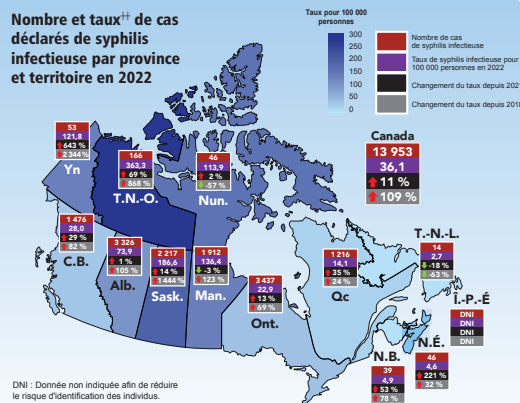 Nombre et taux‡‡ de cas
déclarés de syphilis
infectieuse par province
et territoire en 2022
Taux pour 100 000
personnes
300
250
200
150
100
50
0
Nombre de cas
de syphilis infectieuse
Taux de syphilis infectieuse pour
100 000 personnes en 2022
Changement du taux depuis 2021
Changement du taux depuis 2018
Canada
13 953
36,1
11 %
109 %
53
121,8
643 %
2 344 %
Yn
166
363,3
69 %
868 %
T.N.-O.
46
113,9
2 %
-57 %
Nun.
1 476
28,0
29 %
82 %
C.B.
3 326
73,9
1 %
105 %
Alb.
2 217
186,6
14 %
1 444 %
Sask.
1 912
136,4
-3 %
123 %
Man.
3 437
22,9
13 %
69 %
Ont.
1 216
14,1
35 %
24 %
Qc
T.-N.-L.
14
2,7
-18 %
-63 %
Î.-P.-É
DNI
DNI
DNI
DNI
N.B.
39
4,9
53 %
78 %
N.É.
46
4,6
221 %
32 %
DNI : Donnée non indiquée afin de réduire
le risque d'identification des individus.